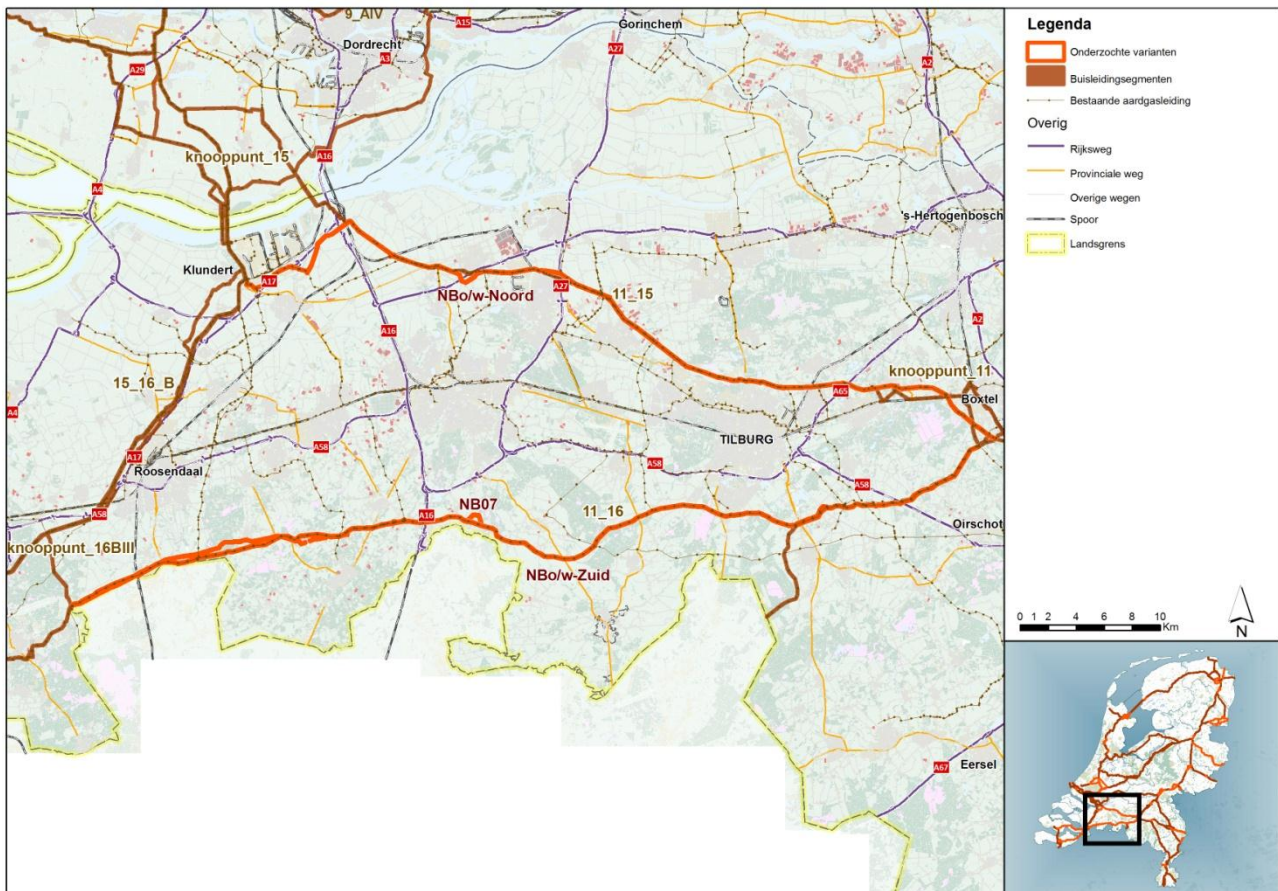 9_AIV
A15
Gorinchem
Dordrecht
A27
A3
A29
A2
knooppunt_15
A16
A4
's-Hertogenbosch
Klundert
A17
A27
NBo/w-Noord
11_15
A16
A2
15_16_B
knooppunt_11
A65
Boxtel
A4
TILBURG
A58
A17
Roosendaal
A58
A58
NB07
A58
A16
11_16
Oirschot
knooppunt_16BIII
NBo/w-Zuid
Eersel
A67
Legenda
Onderzochte varianten
Buisleidingsegmenten
Bestaande aardgasleiding
Overig
Rijksweg
Provinciale weg
Overige wegen
Spoor
Landsgrens
0 2 4 6 8 10
Km
N